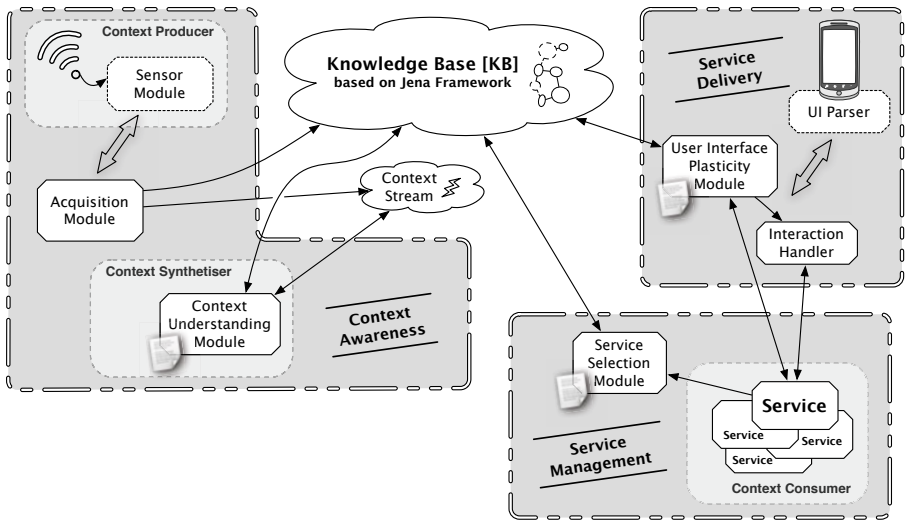 Context Producer
Sensor
Module
Acquisition
Module
Knowledge Base [KB]
based on Jena Framework
Context
Stream
Service
Delivery
UI Parser
User Interface
Plasticity
Module
Interaction
Handler
Context Synthetiser
Context
Understanding
Module
Context
Awareness
Service
Selection
Module
Service
Management
Service
Service
Service
Service
Context Consumer